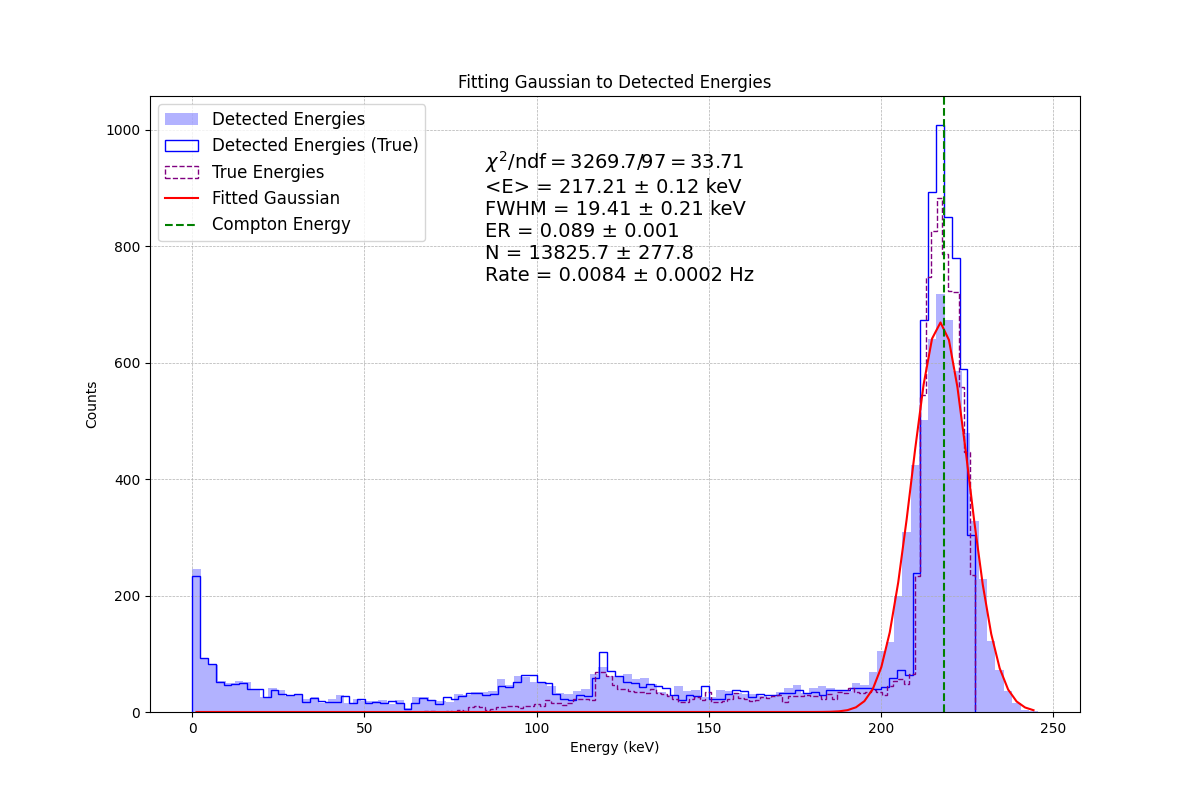 Fitting Gaussian to Detected Energies
Detected Energies
Detected Energies (True)
True Energies
Fitted Gaussian
Compton Energy
χ²/ndf = 3269.7/97 = 33.71
<E> = 217.21 ± 0.12 keV
FWHM = 19.41 ± 0.21 keV
ER = 0.089 ± 0.001
N = 13825.7 ± 277.8
Rate = 0.0084 ± 0.0002 Hz
Counts
1000
800
600
400
200
0
0 50 100 150 200 250
Energy (keV)